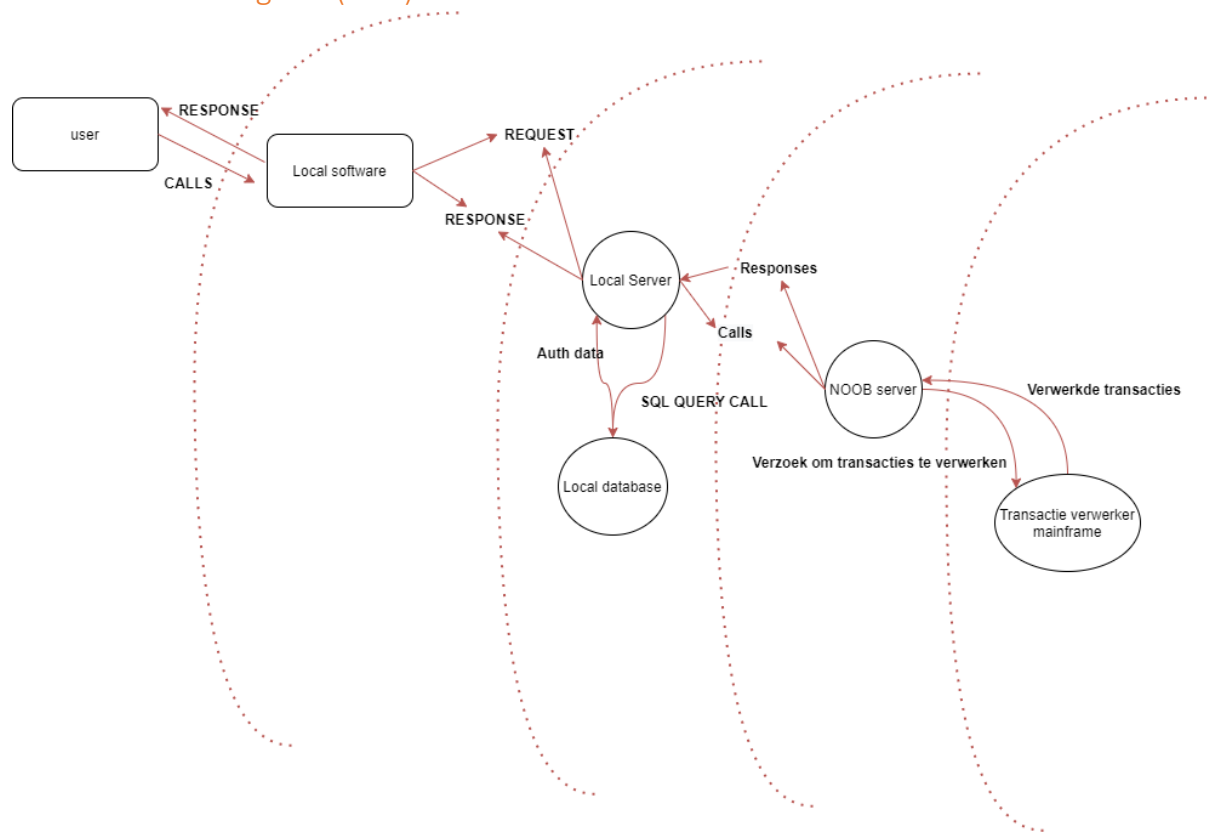 RESPONSE
user
CALLS
Local software
REQUEST
RESPONSE
Local Server
Responses
Calls
Auth data
SQL QUERY CALL
NOOB server
Verwerkde transacties
Verzoek om transacties te verwerken
Local database
Transactie verwerker
mainframe